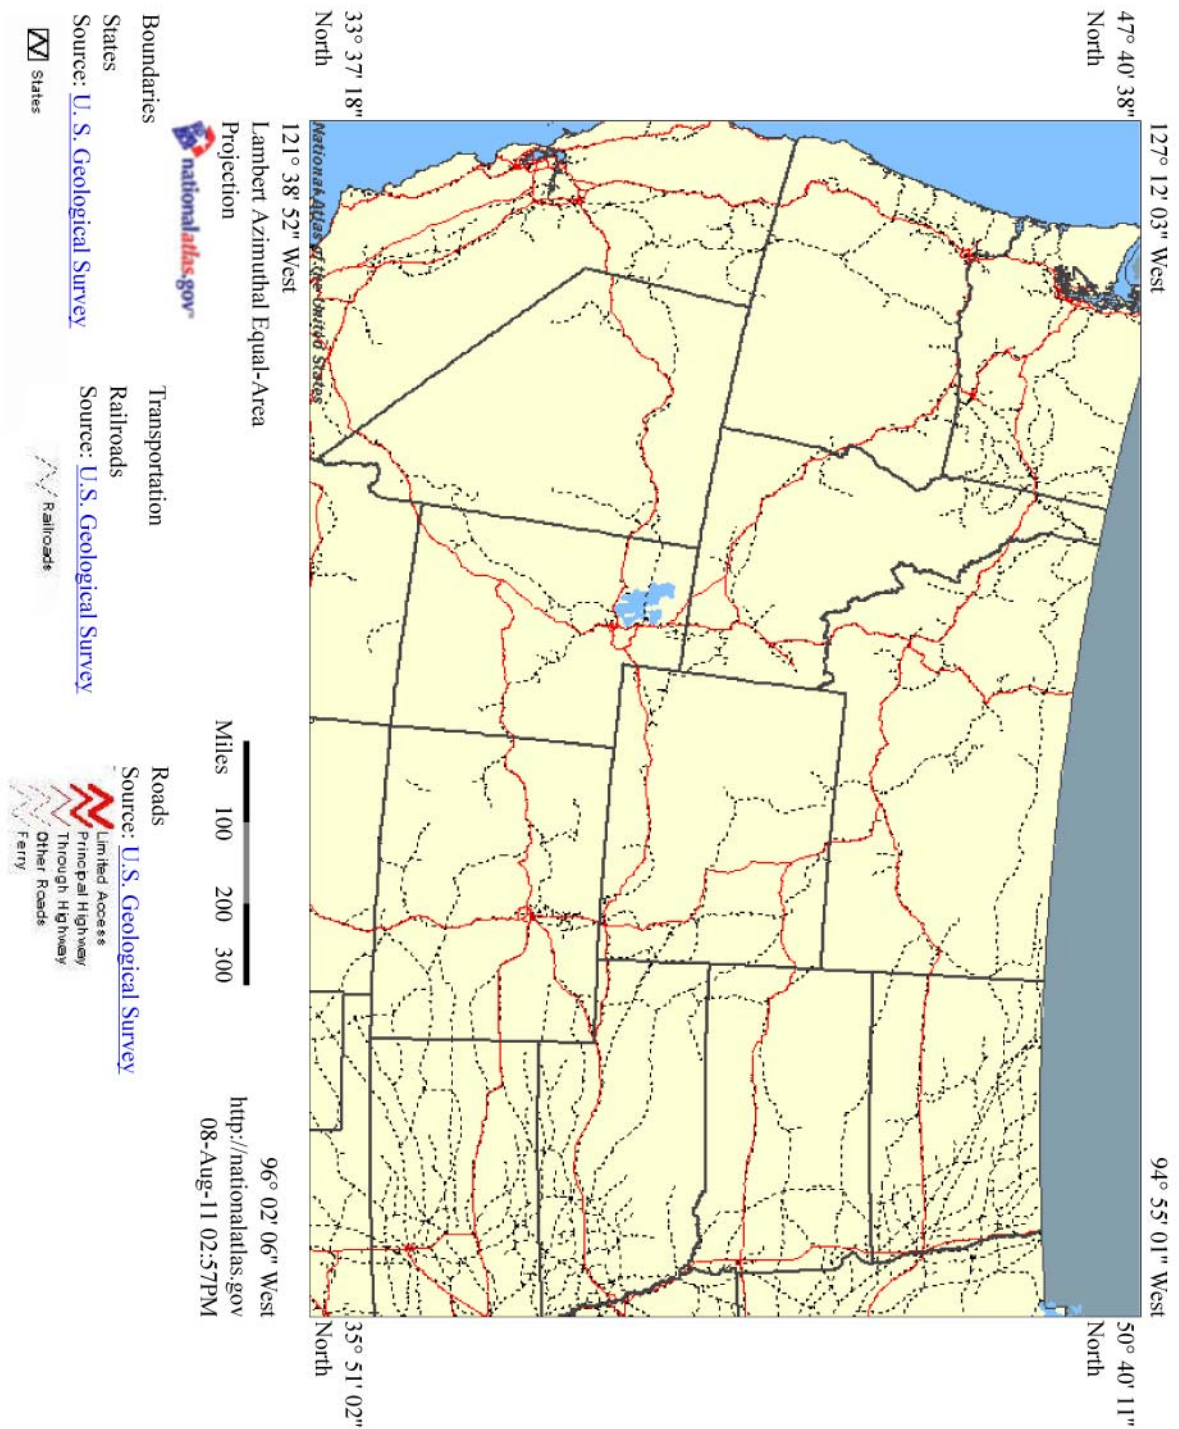 47° 40' 38"
North
127° 12' 03" West
94° 55' 01" West
50° 40' 11"
North
33° 37' 18"
North
121° 38' 52" West
National Atlas of the United States
96° 02' 06" West
35° 51' 02"
North
Lambert Azimuthal Equal-Area
Projection
Miles 100 200 300
http://nationalatlas.gov
08-Aug-11 02:57PM
nationalatlas.gov
Boundaries
States
Source: U. S. Geological Survey
States
Transportation
Railroads
Source: U.S. Geological Survey
Railroads
Roads
Source: U.S. Geological Survey
Limited Access
Principal Highway
Through Highway
Other Roads
Ferry